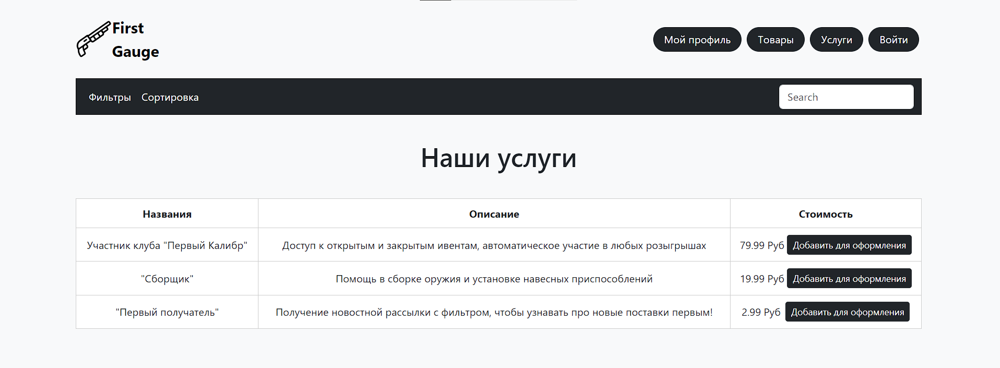 First
Gauge
Мой профиль Товары Услуги Войти
Фильтры Сортировка Search
Наши услуги
Названия Описание Стоимость
Участник клуба "Первый Калибр" Доступ к открытым и закрытым ивентам, автоматическое участие в любых розыгрышах 79.99 Руб Добавить для оформления
"Сборщик" Помощь в сборке оружия и установке навесных приспособлений 19.99 Руб Добавить для оформления
"Первый получатель" Получение новостной рассылки с фильтром, чтобы узнавать про новые поставки первым! 2.99 Руб Добавить для оформления